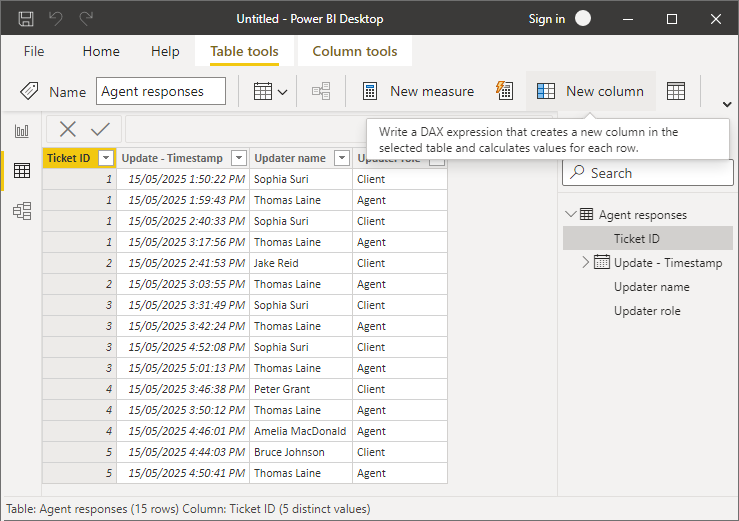 Untitled - Power BI Desktop
Sign in
File Home Help Table tools Column tools
Name Agent responses New measure New column
Write a DAX expression that creates a new column in the
selected table and calculates values for each row.
Ticket ID Update - Timestamp Updater name Updater role
1 15/05/2025 1:50:22 PM Sophia Suri Client
1 15/05/2025 1:59:43 PM Thomas Laine Agent
1 15/05/2025 2:40:33 PM Sophia Suri Client
1 15/05/2025 3:17:56 PM Thomas Laine Agent
2 15/05/2025 2:41:53 PM Jake Reid Client
2 15/05/2025 3:03:55 PM Thomas Laine Agent
3 15/05/2025 3:31:49 PM Sophia Suri Client
3 15/05/2025 3:42:24 PM Thomas Laine Agent
3 15/05/2025 4:52:08 PM Sophia Suri Client
3 15/05/2025 5:01:13 PM Thomas Laine Agent
4 15/05/2025 3:46:38 PM Peter Grant Client
4 15/05/2025 3:50:12 PM Thomas Laine Agent
4 15/05/2025 4:46:01 PM Amelia MacDonald Agent
5 15/05/2025 4:44:03 PM Bruce Johnson Client
5 15/05/2025 4:50:41 PM Thomas Laine Agent
Search
Agent responses
Ticket ID
Update - Timestamp
Updater name
Updater role
Table: Agent responses (15 rows) Column: Ticket ID (5 distinct values)